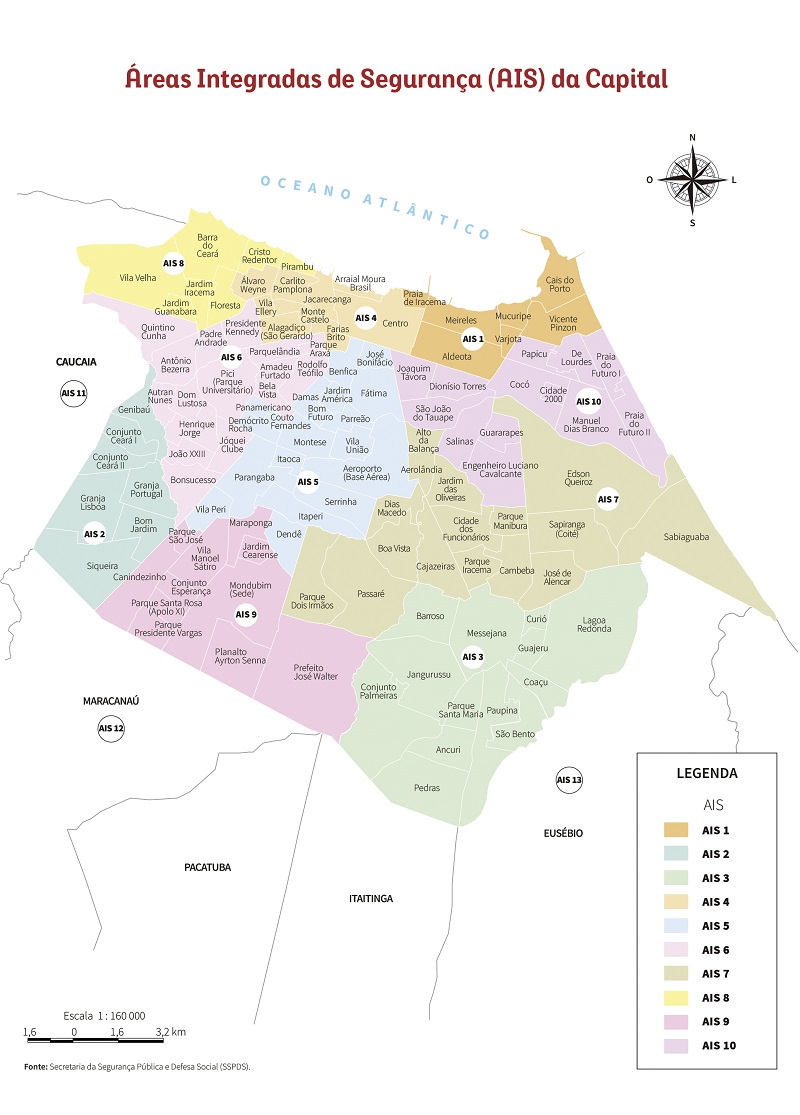 Áreas Integradas de Segurança (AIS) da Capital
N
O
L
S
OCEANO ATLÂNTICO
Barra
do
Ceará
AIS 8
Vila Velha
Cristo
Redentor
Pirambu
Jardim
Iracema
Jardim
Guanabara
Floresta
Álvaro
Weyne
Carlito
Pamplona
Arraial Moura
Brasil
Jacarecanga
Vila
Ellery
Monte
Castelo
AIS 4
Centro
Praia
de Iracema
Alagadiço
(São Gerardo)
Farias
Brito
Meireles
Mucuripe
Cais do
Porto
Vicente
Pinzon
AIS 1
Varjota
Aldeota
Quintino
Cunha
Padre
Andrade
Presidente
Kennedy
Parque
Araxá
Parquelândia
AIS 6
Antônio
Bezerra
Pici
(Parque
Universitário)
Amadeu
Furtado
Rodolfo
Teófilo
Bela
Vista
Autran
Nunes
Dom
Lustosa
Henrique
Jorge
Jóquei
Clube
João XXIII
Bonsucesso
Panamericano
Demócrito
Rocha
Couto
Fernandes
Damas
Jardim
América
Bom
Futuro
Benfica
José
Bonifácio
Fátima
Parreão
Montese
Vila
União
Itaoca
Parangaba
AIS 5
Aeroporto
(Base Aérea)
Serrinha
Itaperi
Vila Peri
Dendê
Joaquim
Távora
Dionísio Torres
São João
do Tauape
Cocó
Papicu
De
Lourdes
Praia
do
Futuro I
Cidade
2000
AIS 10
Manuel
Dias Branco
Praia
do
Futuro II
Salinas
Guararapes
Engenheiro Luciano
Cavalcante
Alto
da
Balança
Aerolândia
Jardim
das
Oliveiras
Dias
Macedo
Cidade
dos
Funcionários
Parque
Manibura
Edson
Queiroz
AIS 7
Sapiranga
(Coité)
Sabiaguaba
Boa Vista
Cajazeiras
Parque
Iracema
Cambeba
José de
Alencar
Parque
Dois Irmãos
Passaré
CAUCAIA
AIS 11
Genibaú
Conjunto
Ceará I
Conjunto
Ceará II
Granja
Portugal
Granja
Lisboa
Bom
Jardim
AIS 2
Siqueira
Canindezinho
Parque
São José
Vila
Manoel
Sátiro
Maraponga
Jardim
Cearense
Conjunto
Esperança
Mondubim
(Sede)
Parque Santa Rosa
(Apolo XI)
AIS 9
Parque
Presidente Vargas
Planalto
Ayrton Senna
Prefeito
José Walter
Barroso
Messejana
Curió
Lagoa
Redonda
Guajeru
AIS 3
Jangurussu
Coaçu
Conjunto
Palmeiras
Parque
Santa Maria
Paupina
São Bento
Ancuri
Pedras
MARACANAÚ
AIS 12
AIS 13
EUSÉBIO
PACATUBA
ITAITINGA
LEGENDA
AIS
AIS 1
AIS 2
AIS 3
AIS 4
AIS 5
AIS 6
AIS 7
AIS 8
AIS 9
AIS 10
Escala 1 : 160 000
1,6 0 1,6 3,2 km
Fonte: Secretaria da Segurança Pública e Defesa Social (SSPDS).